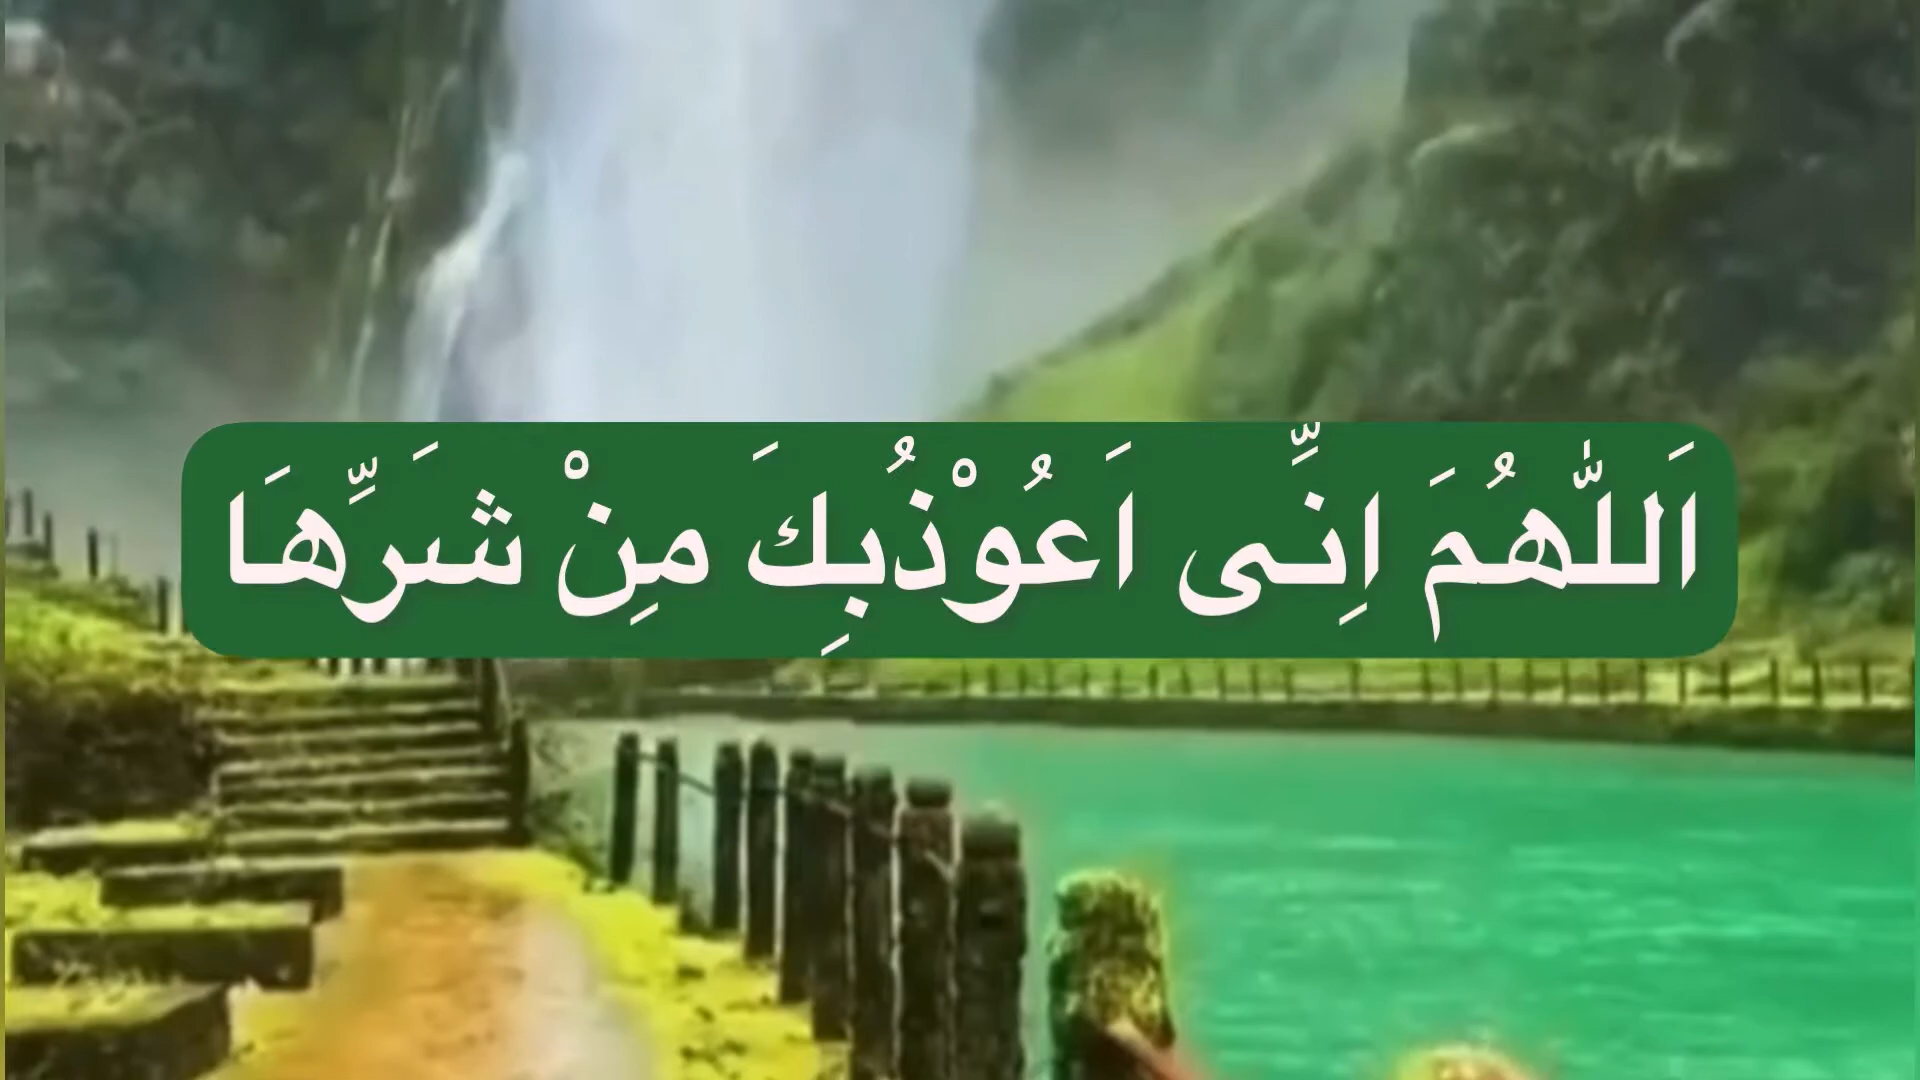 اَللّٰهُمَ اِنِّى اَعُوْذُبِكَ مِنْ شَرِّهَا